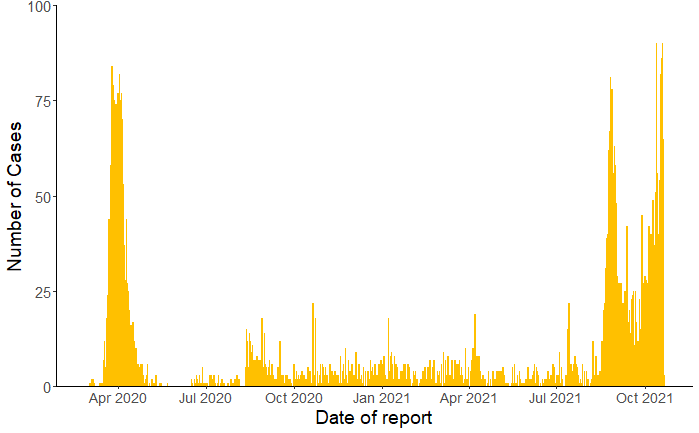 100
75
50
25
0
Number of Cases
Apr 2020 Jul 2020 Oct 2020 Jan 2021 Apr 2021 Jul 2021 Oct 2021
Date of report